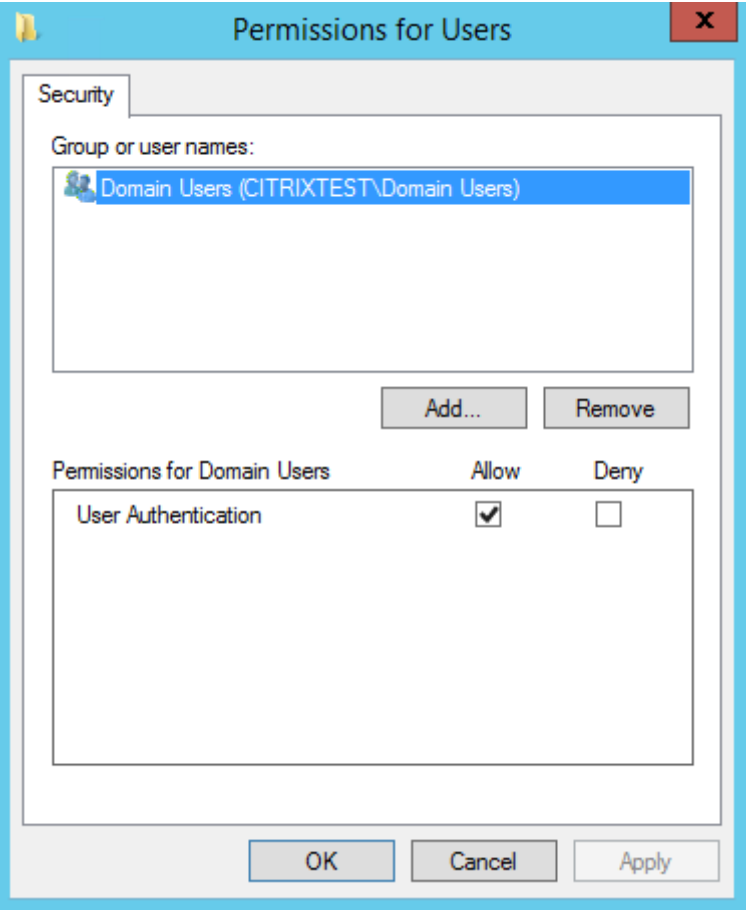 Permissions for Users
x
Security
Group or user names:
Domain Users (CITRIXTEST\Domain Users)
Add... Remove
Permissions for Domain Users Allow Deny
User Authentication
OK Cancel Apply